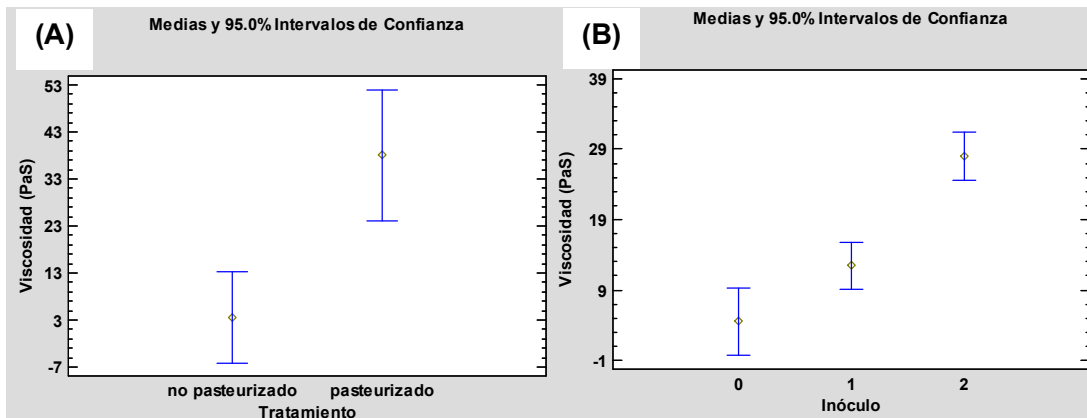 (A)
Medias y 95.0% Intervalos de Confianza
Viscosidad (PaS)
53
43
33
23
13
3
-7
no pasteurizado pasteurizado
Tratamiento
(B)
Medias y 95.0% Intervalos de Confianza
Viscosidad (PaS)
39
29
19
9
-1
0 1 2
Inóculo